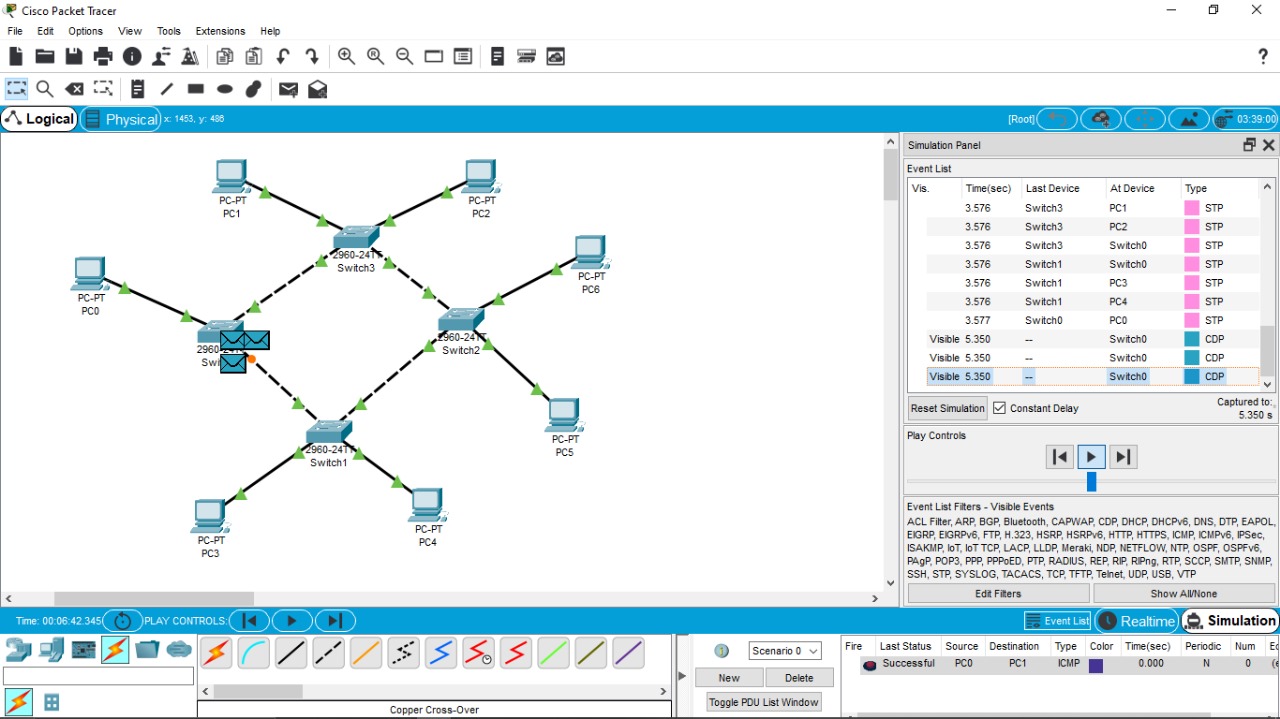 Cisco Packet Tracer
File Edit Options View Tools Extensions Help
Logical Physical x: 1453, y: 486 [Root] 03:39:00
PC-PT
PC1
PC-PT
PC2
2960-24TT
Switch3
PC-PT
PC6
PC-PT
PC0
2960-24TT
Switch2
PC-PT
PC5
2960-24TT
Switch1
PC-PT
PC3
PC-PT
PC4
Simulation Panel
Event List
Vis. Time(sec) Last Device At Device Type
3.576 Switch3 PC1 STP
3.576 Switch3 PC2 STP
3.576 Switch3 Switch0 STP
3.576 Switch1 Switch0 STP
3.576 Switch1 PC3 STP
3.576 Switch1 PC4 STP
3.577 Switch0 PC0 STP
Visible 5.350 -- Switch0 CDP
Visible 5.350 -- Switch0 CDP
Visible 5.350 -- Switch0 CDP
Reset Simulation Constant Delay Captured to:
5.350 s
Play Controls
Event List Filters - Visible Events
ACL Filter, ARP, BGP, Bluetooth, CAPWAP, CDP, DHCP, DHCPv6, DNS, DTP, EAPOL,
EIGRP, EIGRPv6, FTP, H.323, HSRP, HSRPv6, HTTP, HTTPS, ICMP, ICMPv6, IPSec,
ISAKMP, IoT, IoT TCP, LACP, LLDP, Meraki, NDP, NETFLOW, NTP, OSPF, OSPFv6,
PAgP, POP3, PPP, PPPoED, PTP, RADIUS, REP, RIP, RIPng, RTP, SCCP, SMTP, SNMP,
SSH, STP, SYSLOG, TACACS, TCP, TFTP, Telnet, UDP, USB, VTP
Edit Filters Show All/None
Time: 00:06:42.345 PLAY CONTROLS: Event List Realtime Simulation
Scenario 0
New Delete
Toggle PDU List Window
Fire Last Status Source Destination Type Color Time(sec) Periodic Num
Successful PC0 PC1 ICMP 0.000 N 0
Copper Cross-Over